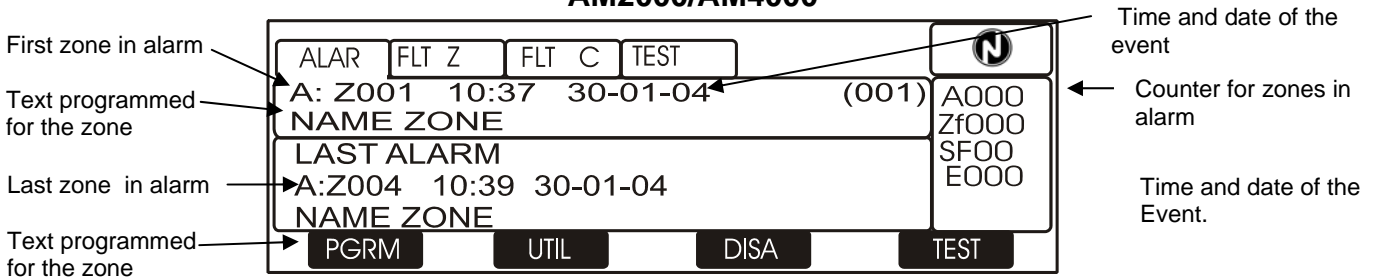 Time and date of the
event
First zone in alarm
ALAR FLT Z FLT C TEST
N
A: Z001 10:37 30-01-04 (001)
NAME ZONE
Text programmed
for the zone
A000
Zf000
SF00
E000
Counter for zones in
alarm
LAST ALARM
Last zone in alarm
A:Z004 10:39 30-01-04
NAME ZONE
Time and date of the
Event.
Text programmed
for the zone
PGRM UTIL DISA TEST